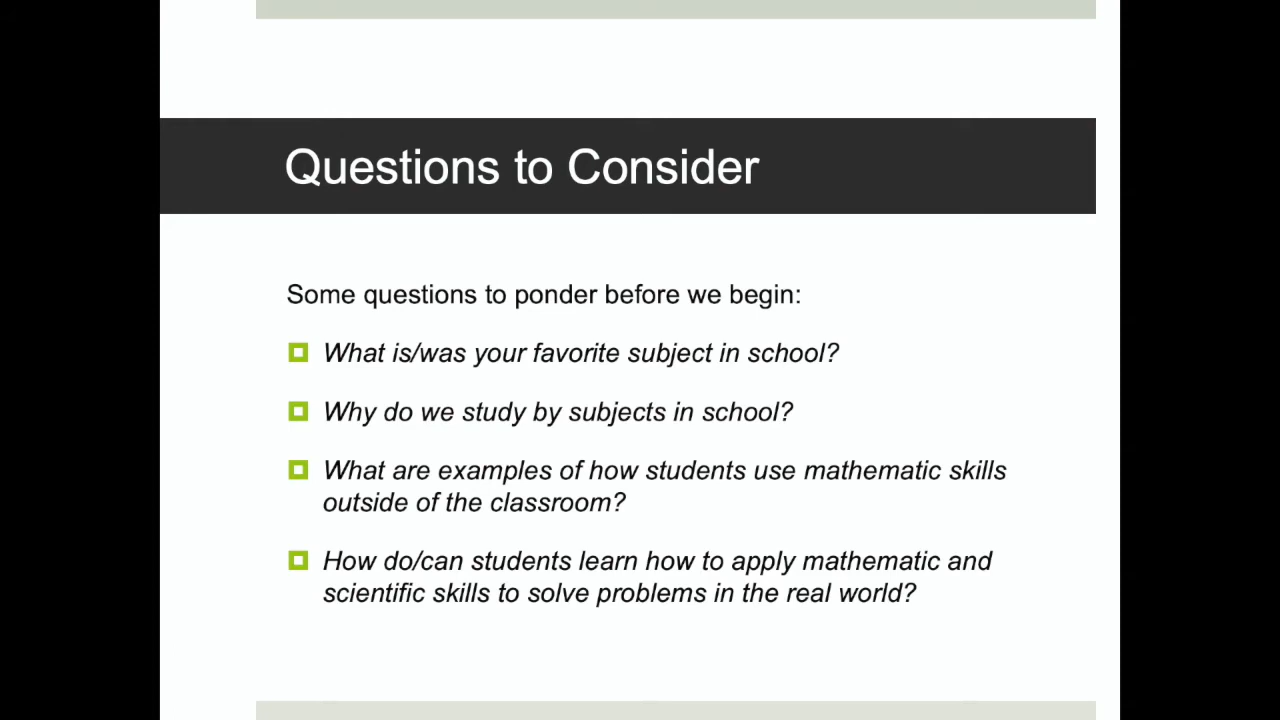 Questions to Consider
Some questions to ponder before we begin:
What is/was your favorite subject in school?
Why do we study by subjects in school?
What are examples of how students use mathematic skills
outside of the classroom?
How do/can students learn how to apply mathematic and
scientific skills to solve problems in the real world?